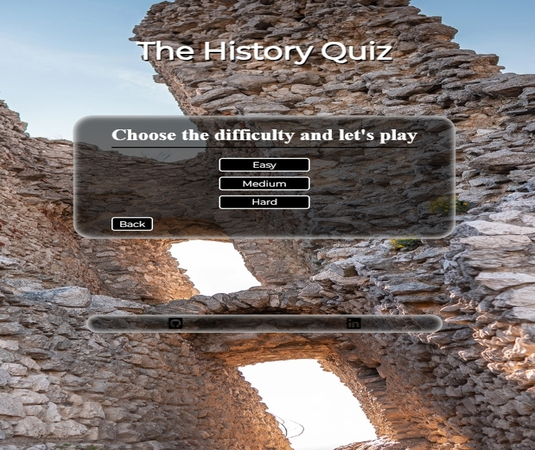 The History Quiz
Choose the difficulty and let's play
Easy
Medium
Hard
Back